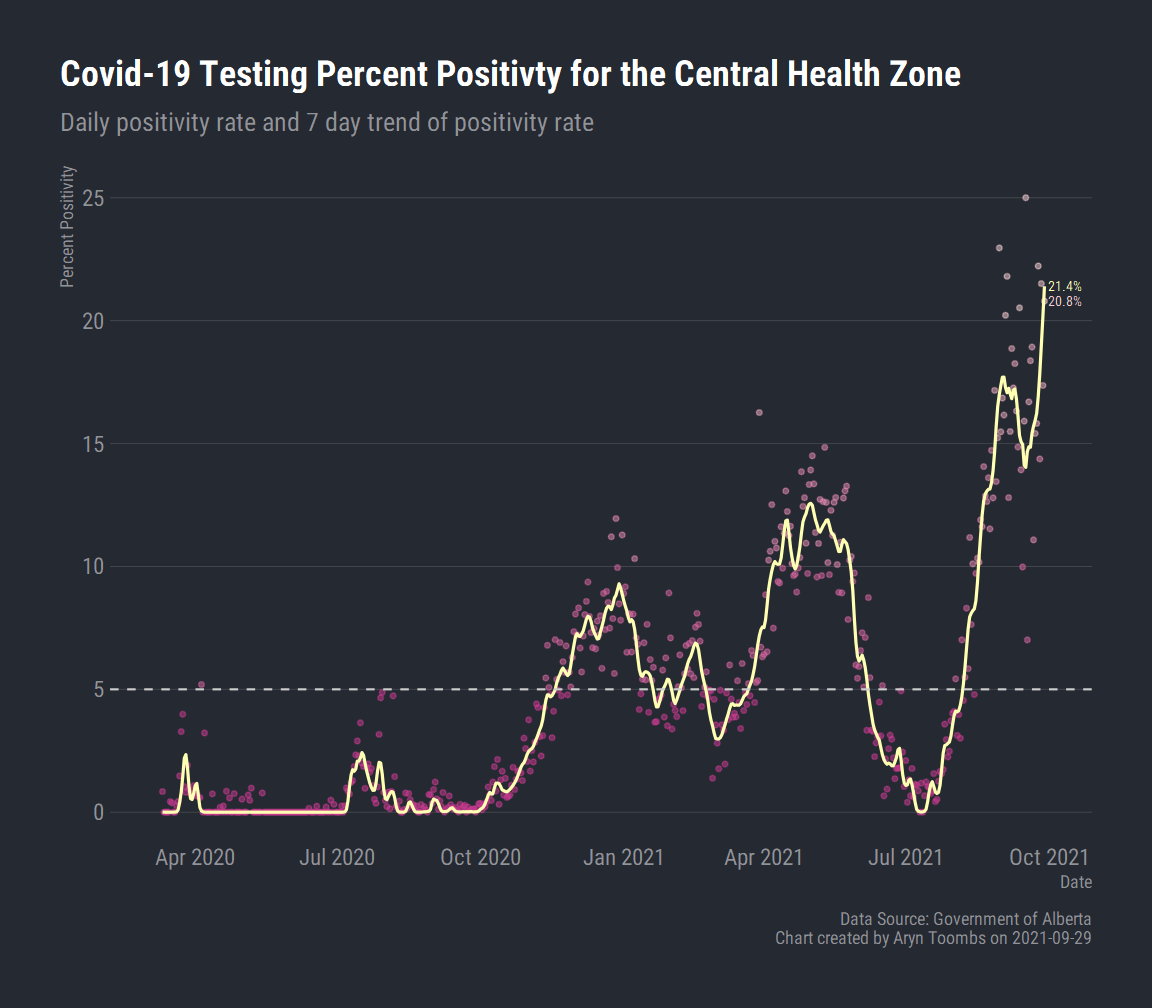 Covid-19 Testing Percent Positivty for the Central Health Zone
Daily positivity rate and 7 day trend of positivity rate
Percent Positivity
25
20
15
10
5
0
21.4%
20.8%
Apr 2020 Jul 2020 Oct 2020 Jan 2021 Apr 2021 Jul 2021 Oct 2021
Date
Data Source: Government of Alberta
Chart created by Aryn Toombs on 2021-09-29